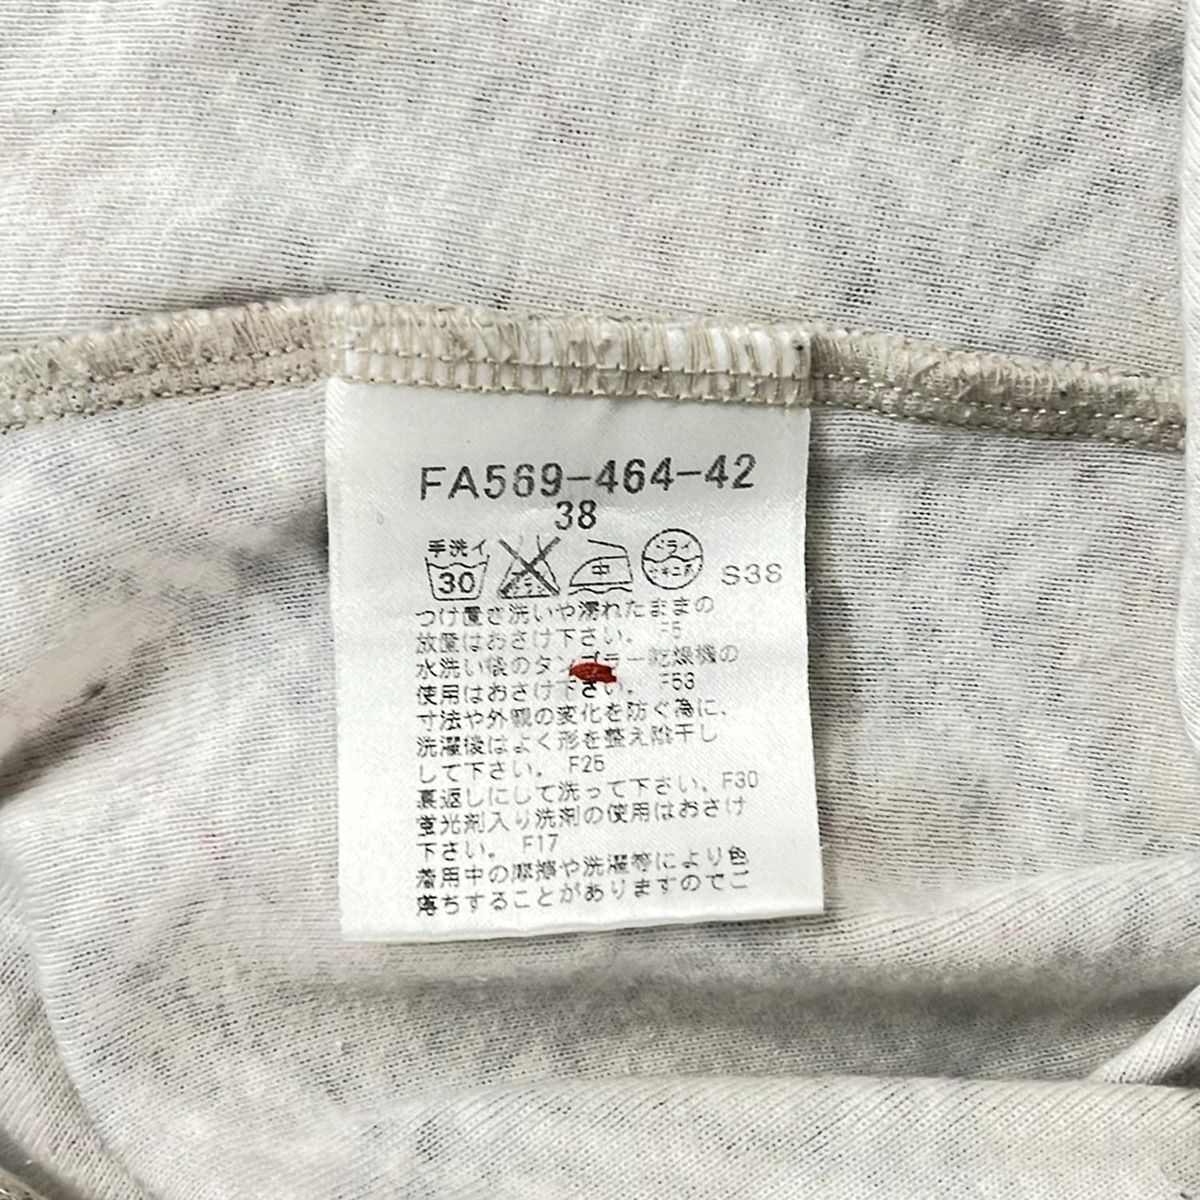 FA569-464-42
38
手洗イ
30
中
ドライ
セキユ系
S38
つけ置き洗いや濡れたままの
放置はおさけ下さい。 F5
水洗い後のタンブラー乾燥機の
使用はおさけ下さい。 F53
寸法や外観の変化を防ぐ為に、
洗濯後はよく形を整え陰干し
して下さい。 F25
裏返しにして洗って下さい。F30
蛍光剤入り洗剤の使用はおさけ
下さい。 F17
着用中の摩擦や洗濯等により色
落ちすることがありますのでご